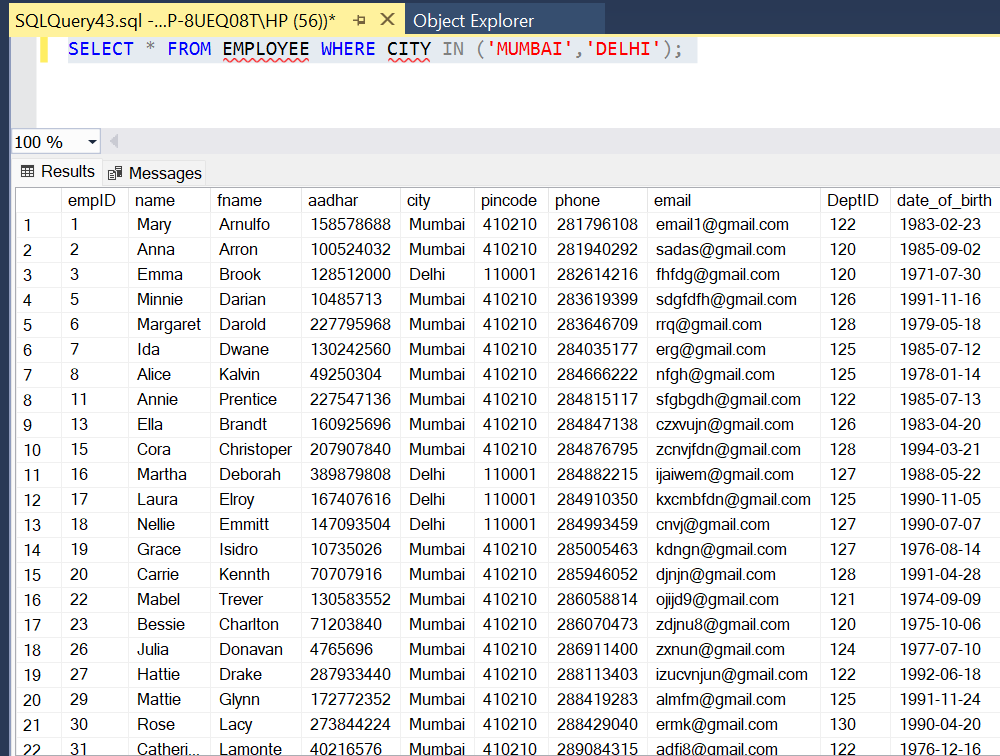 SQLQuery43.sql -...P-8UEQ08T\HP (56))* Object Explorer
SELECT * FROM EMPLOYEE WHERE CITY IN ('MUMBAI','DELHI');
100 %
Results Messages
empID name fname aadhar city pincode phone email DeptID date_of_birth
1 1 Mary Arnulfo 158578688 Mumbai 410210 281796108 email1@gmail.com 122 1983-02-23
2 2 Anna Arron 100524032 Mumbai 410210 281940292 sadas@gmail.com 120 1985-09-02
3 3 Emma Brook 128512000 Delhi 110001 282614216 fhfdg@gmail.com 120 1971-07-30
4 5 Minnie Darian 10485713 Mumbai 410210 283619399 sdgfdfh@gmail.com 126 1991-11-16
5 6 Margaret Darold 227795968 Mumbai 410210 283646709 rrq@gmail.com 128 1979-05-18
6 7 Ida Dwane 130242560 Mumbai 410210 284035177 erg@gmail.com 125 1985-07-12
7 8 Alice Kalvin 49250304 Mumbai 410210 284666222 nfgh@gmail.com 125 1978-01-14
8 11 Annie Prentice 227547136 Mumbai 410210 284815117 sfgbgdh@gmail.com 122 1985-07-13
9 13 Ella Brandt 160925696 Mumbai 410210 284847138 czxvujn@gmail.com 126 1983-04-20
10 15 Cora Christoper 207907840 Mumbai 410210 284876795 zcnvjfdn@gmail.com 128 1994-03-21
11 16 Martha Deborah 389879808 Delhi 110001 284882215 ijaiwem@gmail.com 127 1988-05-22
12 17 Laura Elroy 167407616 Delhi 110001 284910350 kxcmbfdn@gmail.com 125 1990-11-05
13 18 Nellie Emmitt 147093504 Delhi 110001 284993459 cnvj@gmail.com 127 1990-07-07
14 19 Grace Isidro 10735026 Mumbai 410210 285005463 kdngn@gmail.com 127 1976-08-14
15 20 Carrie Kennth 70707916 Mumbai 410210 285946052 djnjn@gmail.com 128 1991-04-28
16 22 Mabel Trever 130583552 Mumbai 410210 286058814 ojijd9@gmail.com 121 1974-09-09
17 23 Bessie Charlton 71203840 Mumbai 410210 286070473 zdjnu8@gmail.com 120 1975-10-06
18 26 Julia Donavan 4765696 Mumbai 410210 286911400 zxnun@gmail.com 124 1977-07-10
19 27 Hattie Drake 287933440 Mumbai 410210 288113403 izucvnjun@gmail.com 122 1992-06-18
20 29 Mattie Glynn 172772352 Mumbai 410210 288419283 almfm@gmail.com 125 1991-11-24
21 30 Rose Lacy 273844224 Mumbai 410210 288429040 ermk@gmail.com 130 1990-04-20
22 31 Catheri... Lamonte 40216576 Mumbai 410210 289084315 adfi8@gmail.com 122 1976-12-16